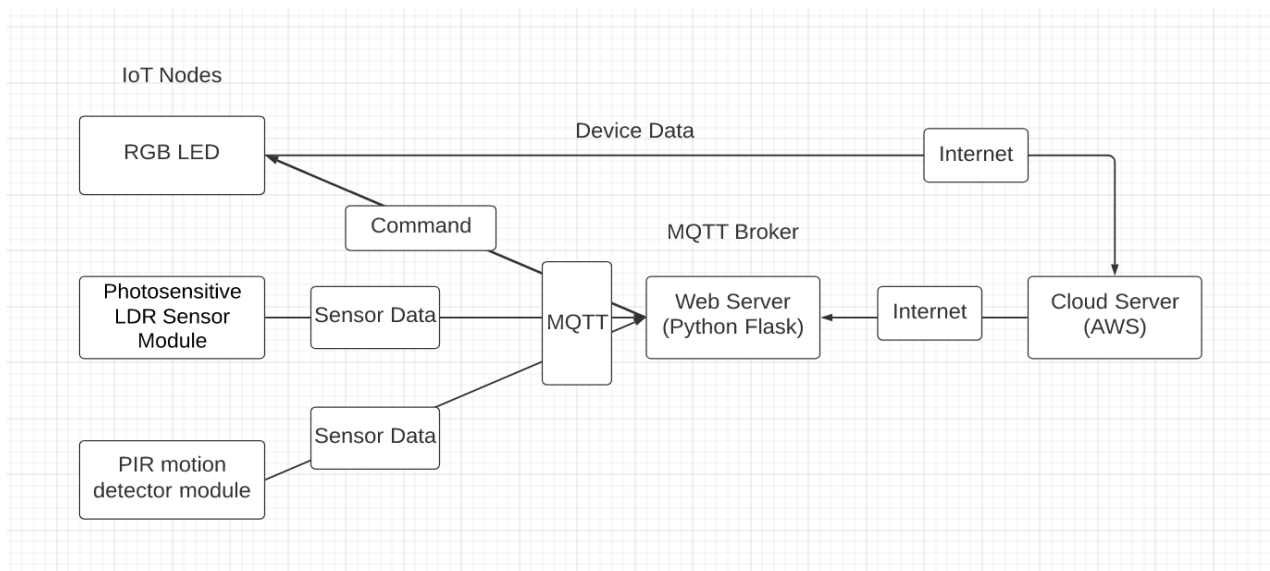 IoT Nodes
RGB LED
Device Data
Internet
Command
MQTT Broker
Photosensitive
LDR Sensor
Module
Sensor Data
MQTT
Web Server
(Python Flask)
Internet
Cloud Server
(AWS)
Sensor Data
PIR motion
detector module